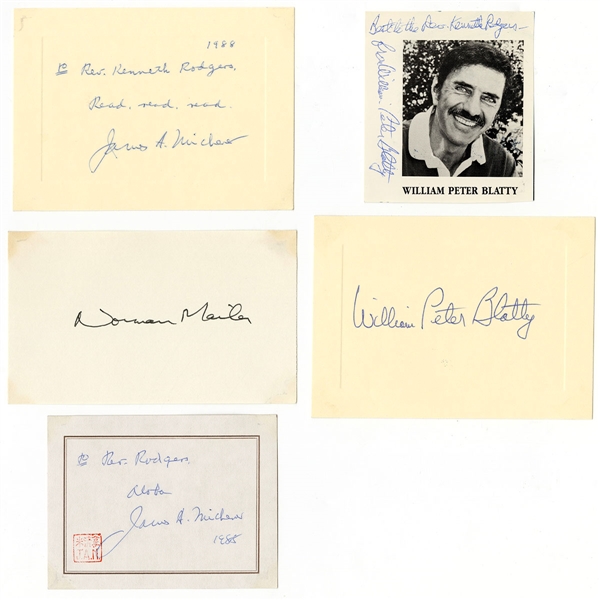 1988
to Rev. Kenneth Rodgers,
Read, read, read.
James A. Michener
Best to the Kenneth Rodgers—
William Peter Blatty
WILLIAM PETER BLATTY
Norman Mailer
William Peter Blatty
to Rev. Rodgers
Aloha
James A. Michener
1985
JAM